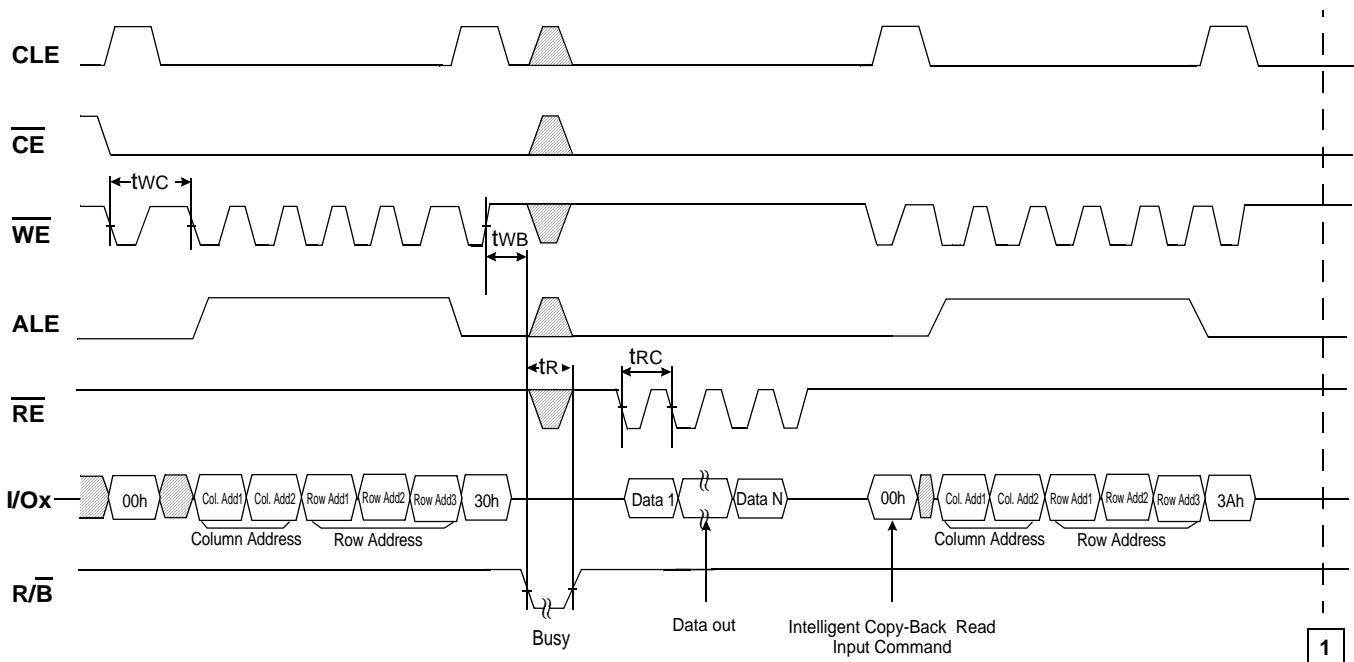 CLE
CE
tWC
WE
tWB
ALE
tR
tRC
RE
I/Ox
00h Col. Add1 Col. Add2 Row Add1 Row Add2 Row Add3 30h Data 1 Data N 00h Col. Add1 Col. Add2 Row Add1 Row Add2 Row Add3 3Ah
Column Address Row Address Column Address Row Address
R/B
Busy
Data out
Intelligent Copy-Back Read
Input Command
1